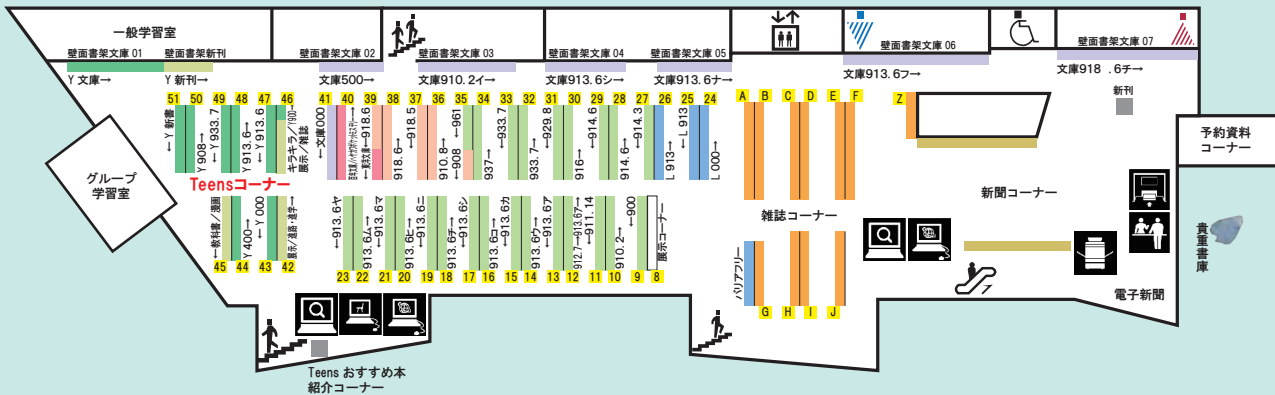 一般学習室
壁面書架文庫 01
壁面書架新刊
壁面書架文庫 02
壁面書架文庫 03
壁面書架文庫 04
壁面書架文庫 05
壁面書架文庫 06
壁面書架文庫 07
Y 文庫→
Y 新刊→
文庫500→
文庫910.2イ→
文庫913.6シ→
文庫913.6ナ→
文庫913.6フ→
文庫918 .6チ→
新刊
予約資料
コーナー
51
50
49
48
47
46
41
40
39
38
37
36
35
34
33
32
31
30
29
28
27
26
25
24
A
B
C
D
E
F
Z
←Y 新書
Y 908→
←Y 933.7
Y 913.6→
←Y 913.6
キラキラ／Y900→
展示／雑誌
←文庫000
←東洋文庫
←918.6
918.6→
←918.5
910.8→
←908
←961
937→
←933.7
933.7→
←929.8
916→
←914.6
914.6→
←914.3
L 913→
←L 913
L 000→
グループ
学習室
Teensコーナー
雑誌コーナー
新聞コーナー
←教科書／漫画
Y 400→
←Y 000
展示／進路・進学→
←913.6ヤ
913.6ム→
←913.6マ
913.6ヒ→
←913.6ニ
913.6チ→
←913.6シ
913.6コ→
←913.6カ
913.6ウ→
←913.6ア
912.7→913.6ア→
←911.14
910.2→
←900
展示コーナー
バリアフリー
45
44
43
42
23
22
21
20
19
18
17
16
15
14
13
12
11
10
9
8
G
H
I
J
電子新聞
貴重書庫
Teens おすすめ本
紹介コーナー